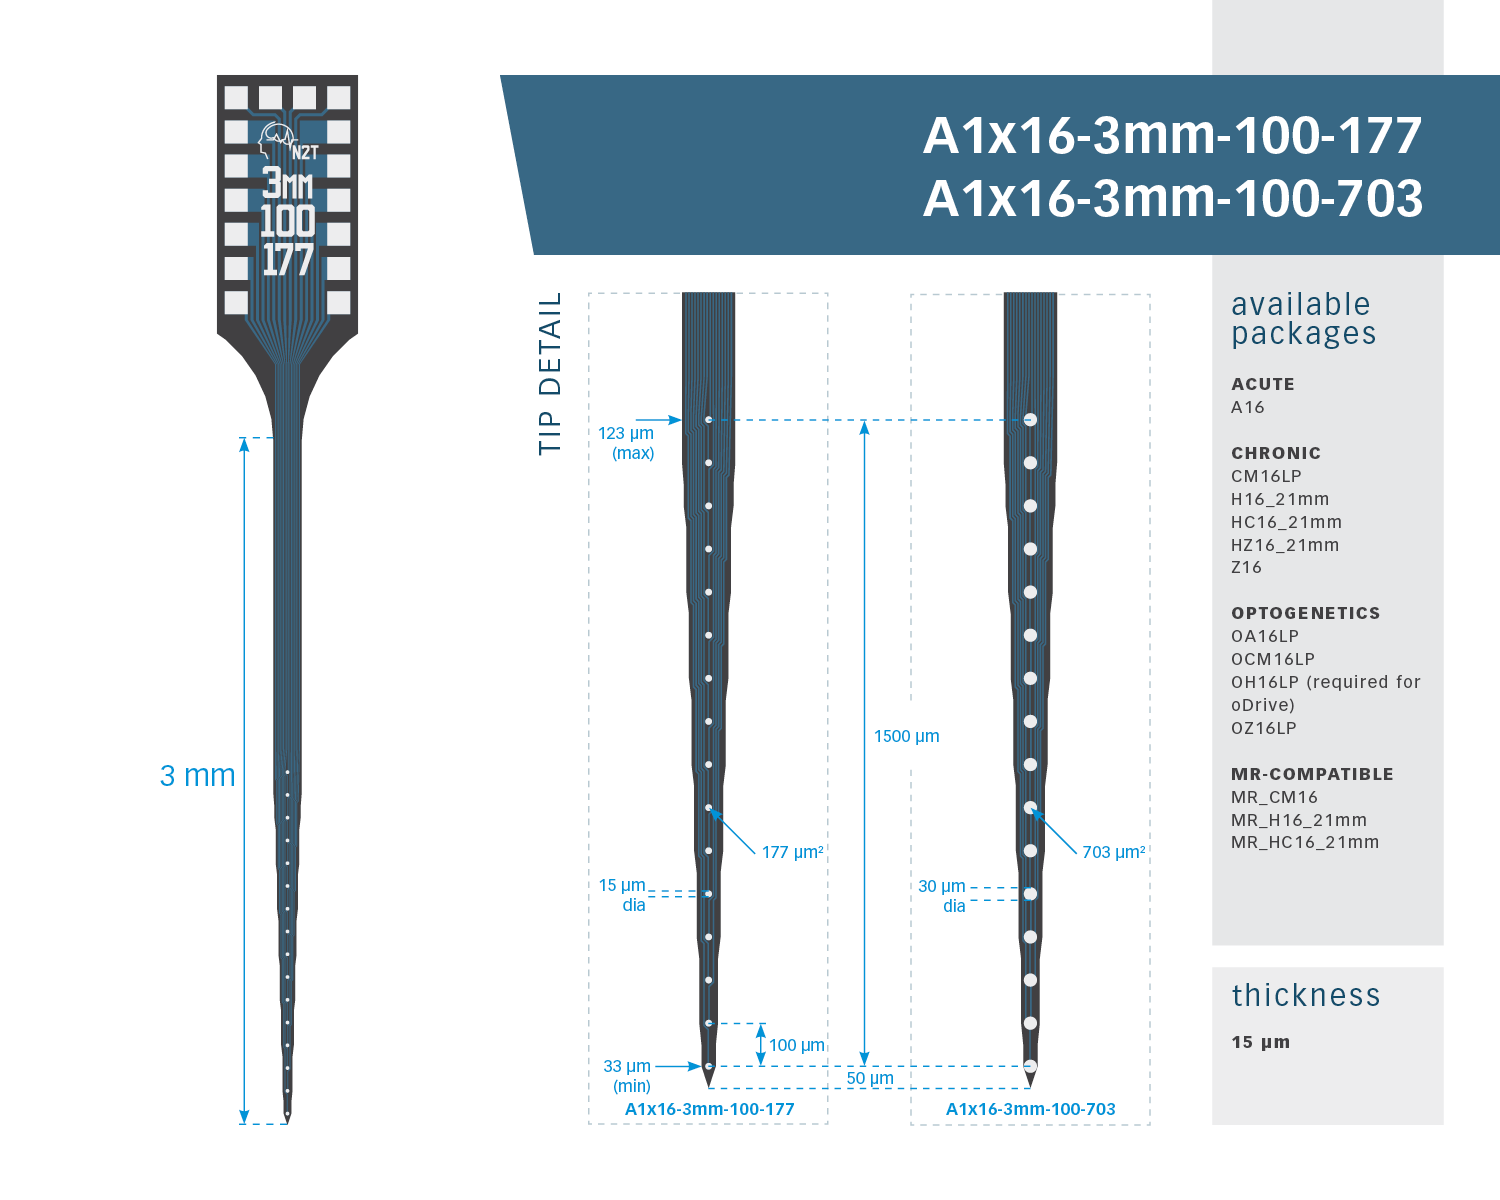 A1x16-3mm-100-177
A1x16-3mm-100-703
N2T
3MM
100
177
3 mm
TIP DETAIL
123 µm
(max)
1500 µm
177 µm²
703 µm²
15 µm
dia
30 µm
dia
100 µm
33 µm
(min)
50 µm
A1x16-3mm-100-177
A1x16-3mm-100-703
available
packages
ACUTE
A16
CHRONIC
CM16LP
H16_21mm
HC16_21mm
HZ16_21mm
Z16
OPTOGENETICS
OA16LP
OCM16LP
OH16LP (required for
oDrive)
OZ16LP
MR-COMPATIBLE
MR_CM16
MR_H16_21mm
MR_HC16_21mm
thickness
15 µm